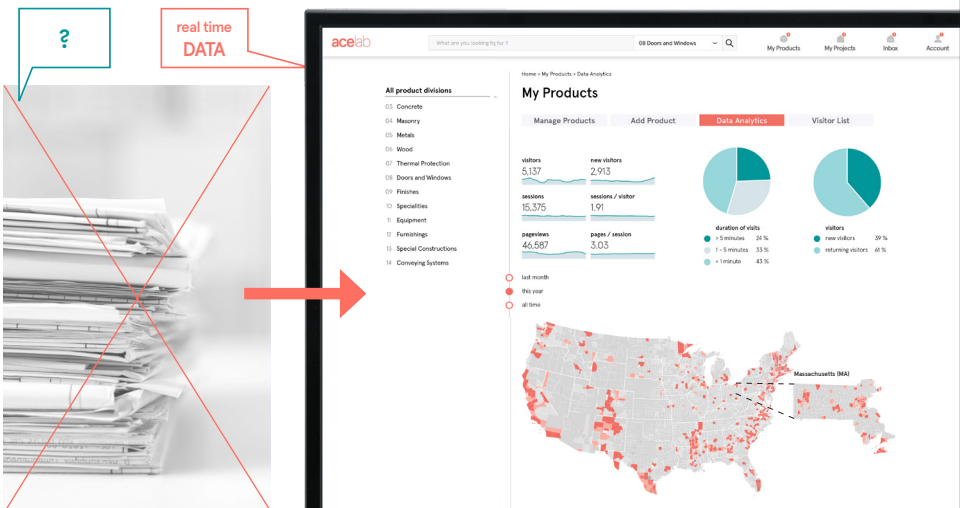 ?
real time
DATA
acelab
What are you looking fq for ?
08 Doors and Windows
My Products
My Projects
Inbox
Account
Home > My Products > Data Analytics
My Products
Manage Products
Add Product
Data Analytics
Visitor List
All product divisions
03 Concrete
04 Masonry
05 Metals
06 Wood
07 Thermal Protection
08 Doors and Windows
09 Finishes
10 Specialities
11 Equipment
12 Furnishings
13 Special Constructions
14 Conveying Systems
visitors
5,137
new visitors
2,913
sessions
15,375
sessions / visitor
1.91
pageviews
46,587
pages / session
3.03
duration of visits
> 5 minutes 24 %
1 - 5 minutes 33 %
< 1 minute 43 %
visitors
new visitors 39 %
returning visitors 61 %
last month
this year
all time
Massachusetts (MA)